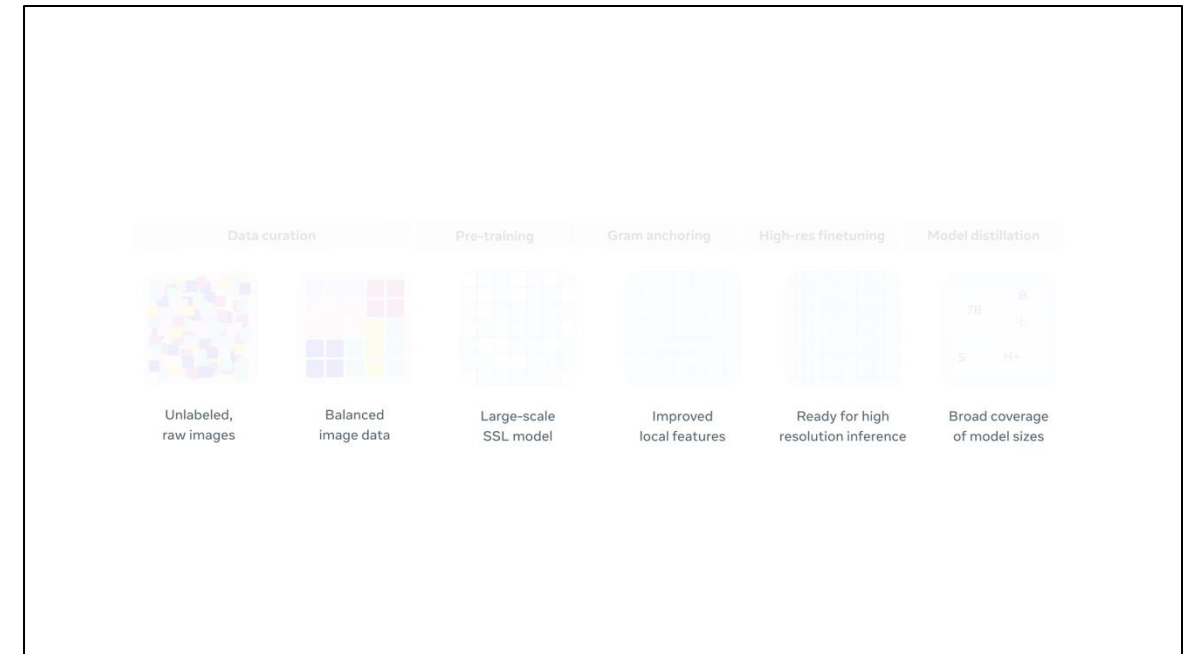 Data curation
Pre-training
Gram anchoring
High-res finetuning
Model distillation
7B
B
L
S
H+
Unlabeled,
raw images
Balanced
image data
Large-scale
SSL model
Improved
local features
Ready for high
resolution inference
Broad coverage
of model sizes